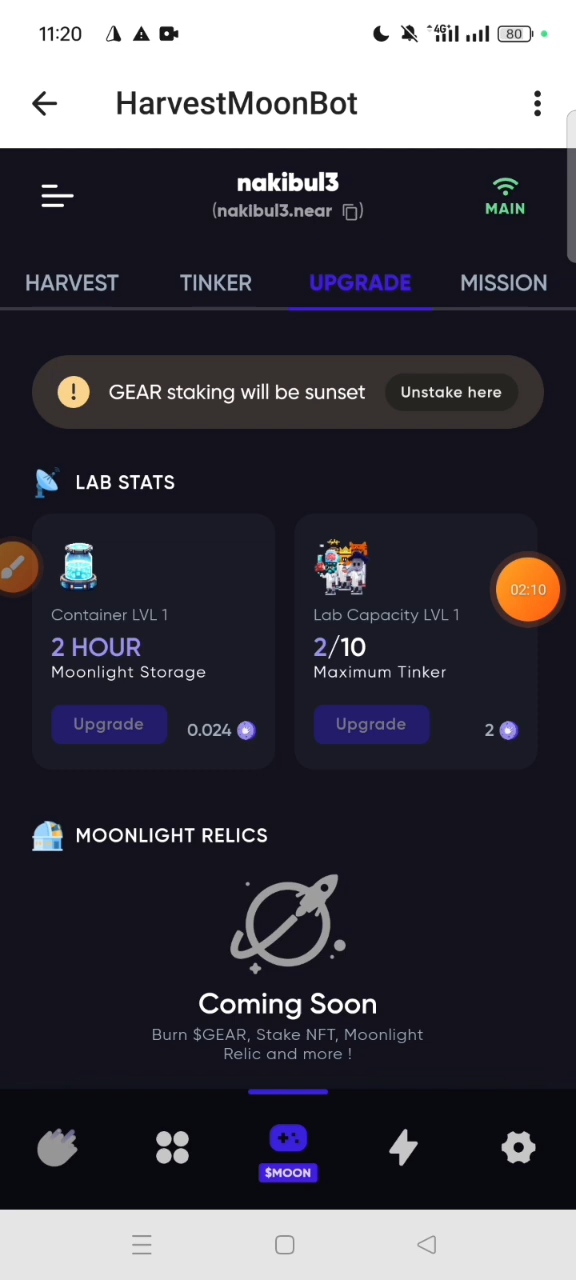 11:20
4G
80
HarvestMoonBot
nakibul3
(nakibul3.near)
MAIN
HARVEST TINKER UPGRADE MISSION
! GEAR staking will be sunset Unstake here
LAB STATS
Container LVL 1
2 HOUR
Moonlight Storage
Upgrade 0.024
Lab Capacity LVL 1
2/10
Maximum Tinker
Upgrade 2
02:10
MOONLIGHT RELICS
Coming Soon
Burn $GEAR, Stake NFT, Moonlight
Relic and more !
$MOON